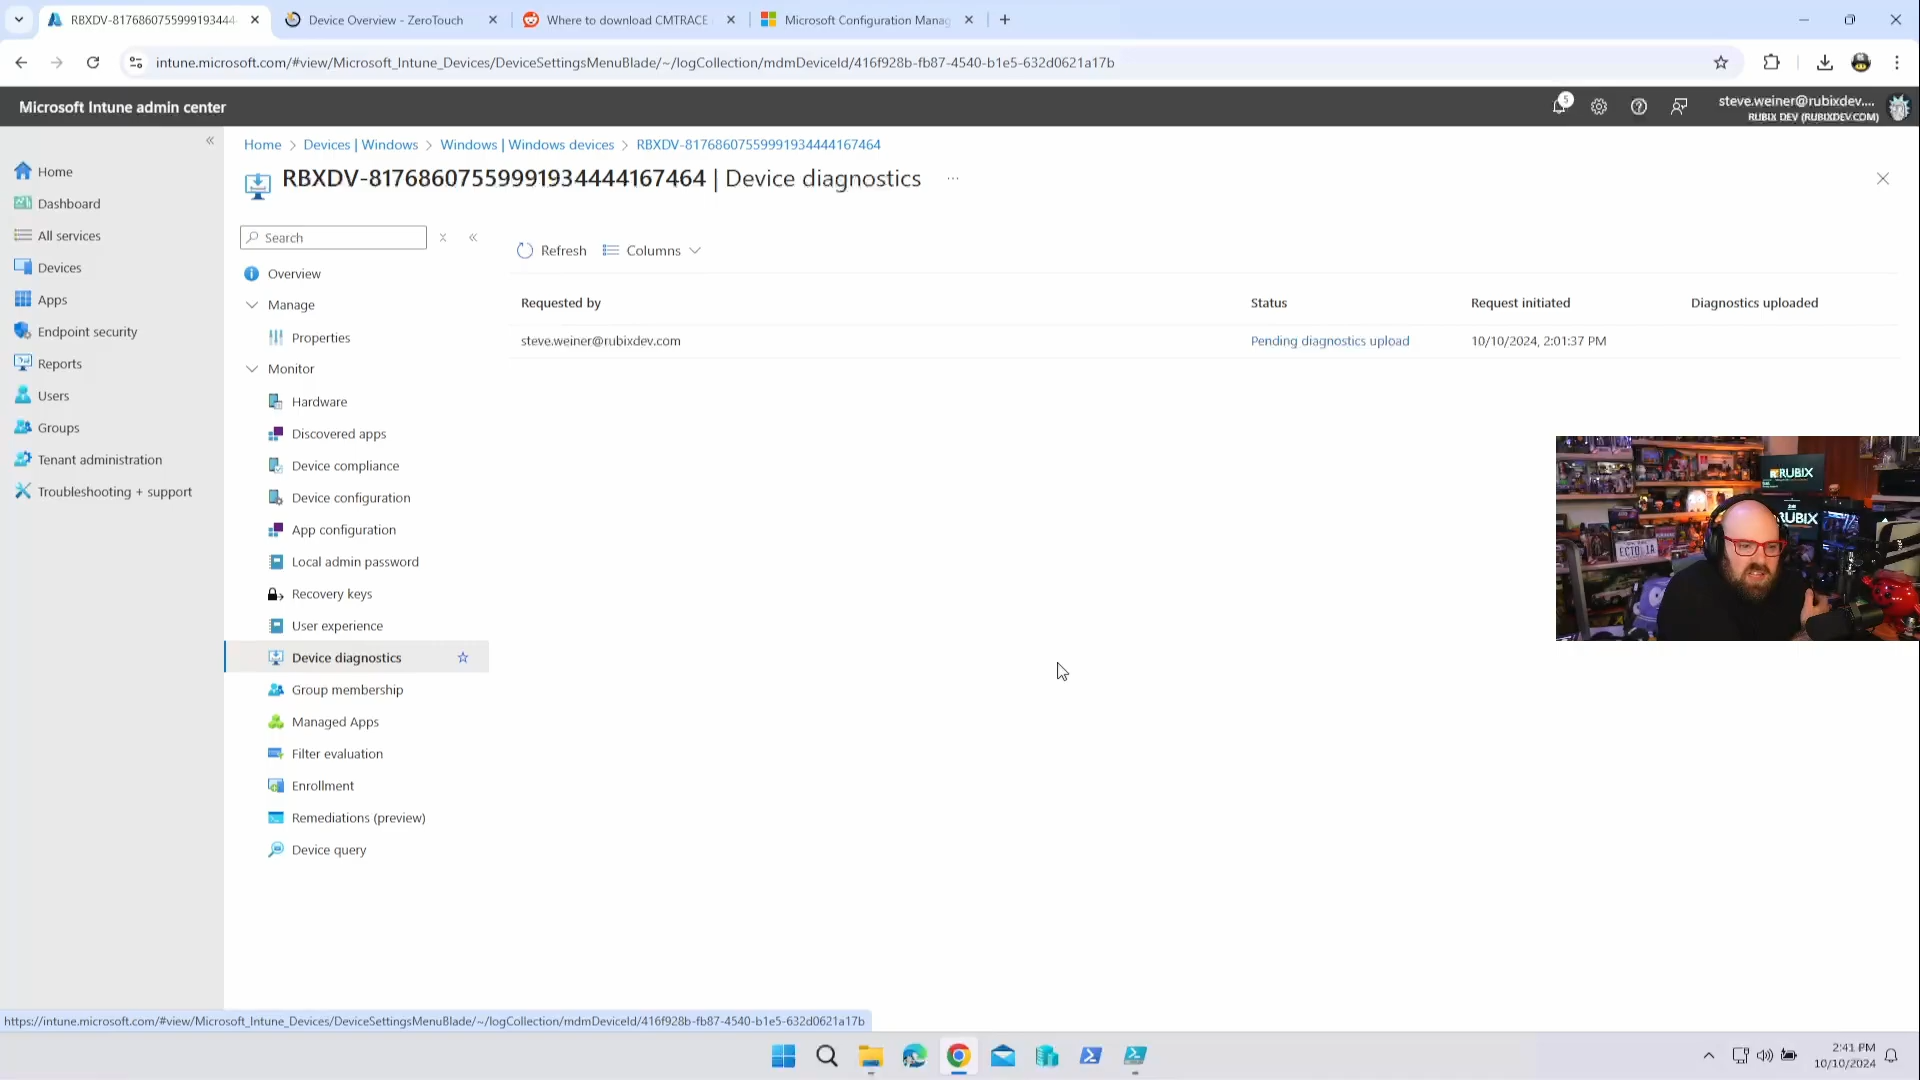 RBXDV-8176860755999193444
Device Overview - ZeroTouch
Where to download CMTRACE
Microsoft Configuration Manag
intune.microsoft.com/#view/Microsoft_Intune_Devices/DeviceSettingsMenuBlade/~/logCollection/mdmDeviceId/416f928b-fb87-4540-b1e5-632d0621a17b
Microsoft Intune admin center
5
steve.weiner@rubixdev....
RUBIX DEV (RUBIXDEV.COM)
Home
Dashboard
All services
Devices
Apps
Endpoint security
Reports
Users
Groups
Tenant administration
Troubleshooting + support
Home > Devices | Windows > Windows | Windows devices > RBXDV-81768607559991934444167464
RBXDV-81768607559991934444167464 | Device diagnostics
Search
Overview
Manage
Properties
Monitor
Hardware
Discovered apps
Device compliance
Device configuration
App configuration
Local admin password
Recovery keys
User experience
Device diagnostics
Group membership
Managed Apps
Filter evaluation
Enrollment
Remediations (preview)
Device query
Refresh
Columns
Requested by
Status
Request initiated
Diagnostics uploaded
steve.weiner@rubixdev.com
Pending diagnostics upload
10/10/2024, 2:01:37 PM
RUBIX
RUBIX
ECTO-1A
https://intune.microsoft.com/#view/Microsoft_Intune_Devices/DeviceSettingsMenuBlade/~/logCollection/mdmDeviceId/416f928b-fb87-4540-b1e5-632d0621a17b
2:41 PM
10/10/2024